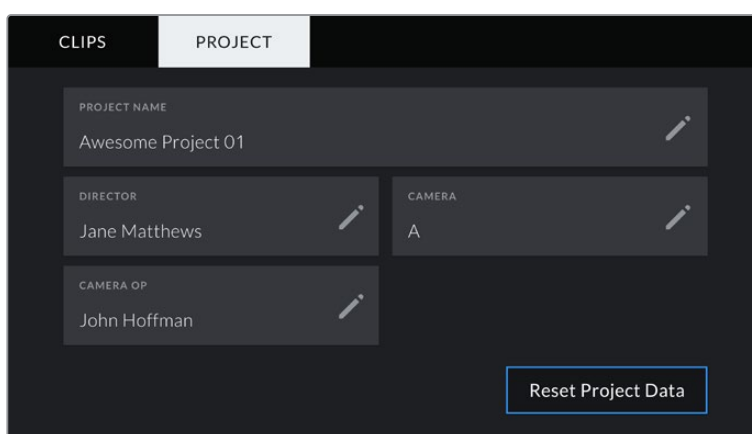 CLIPS PROJECT
PROJECT NAME
Awesome Project 01
DIRECTOR
Jane Matthews
CAMERA
A
CAMERA OP
John Hoffman
Reset Project Data